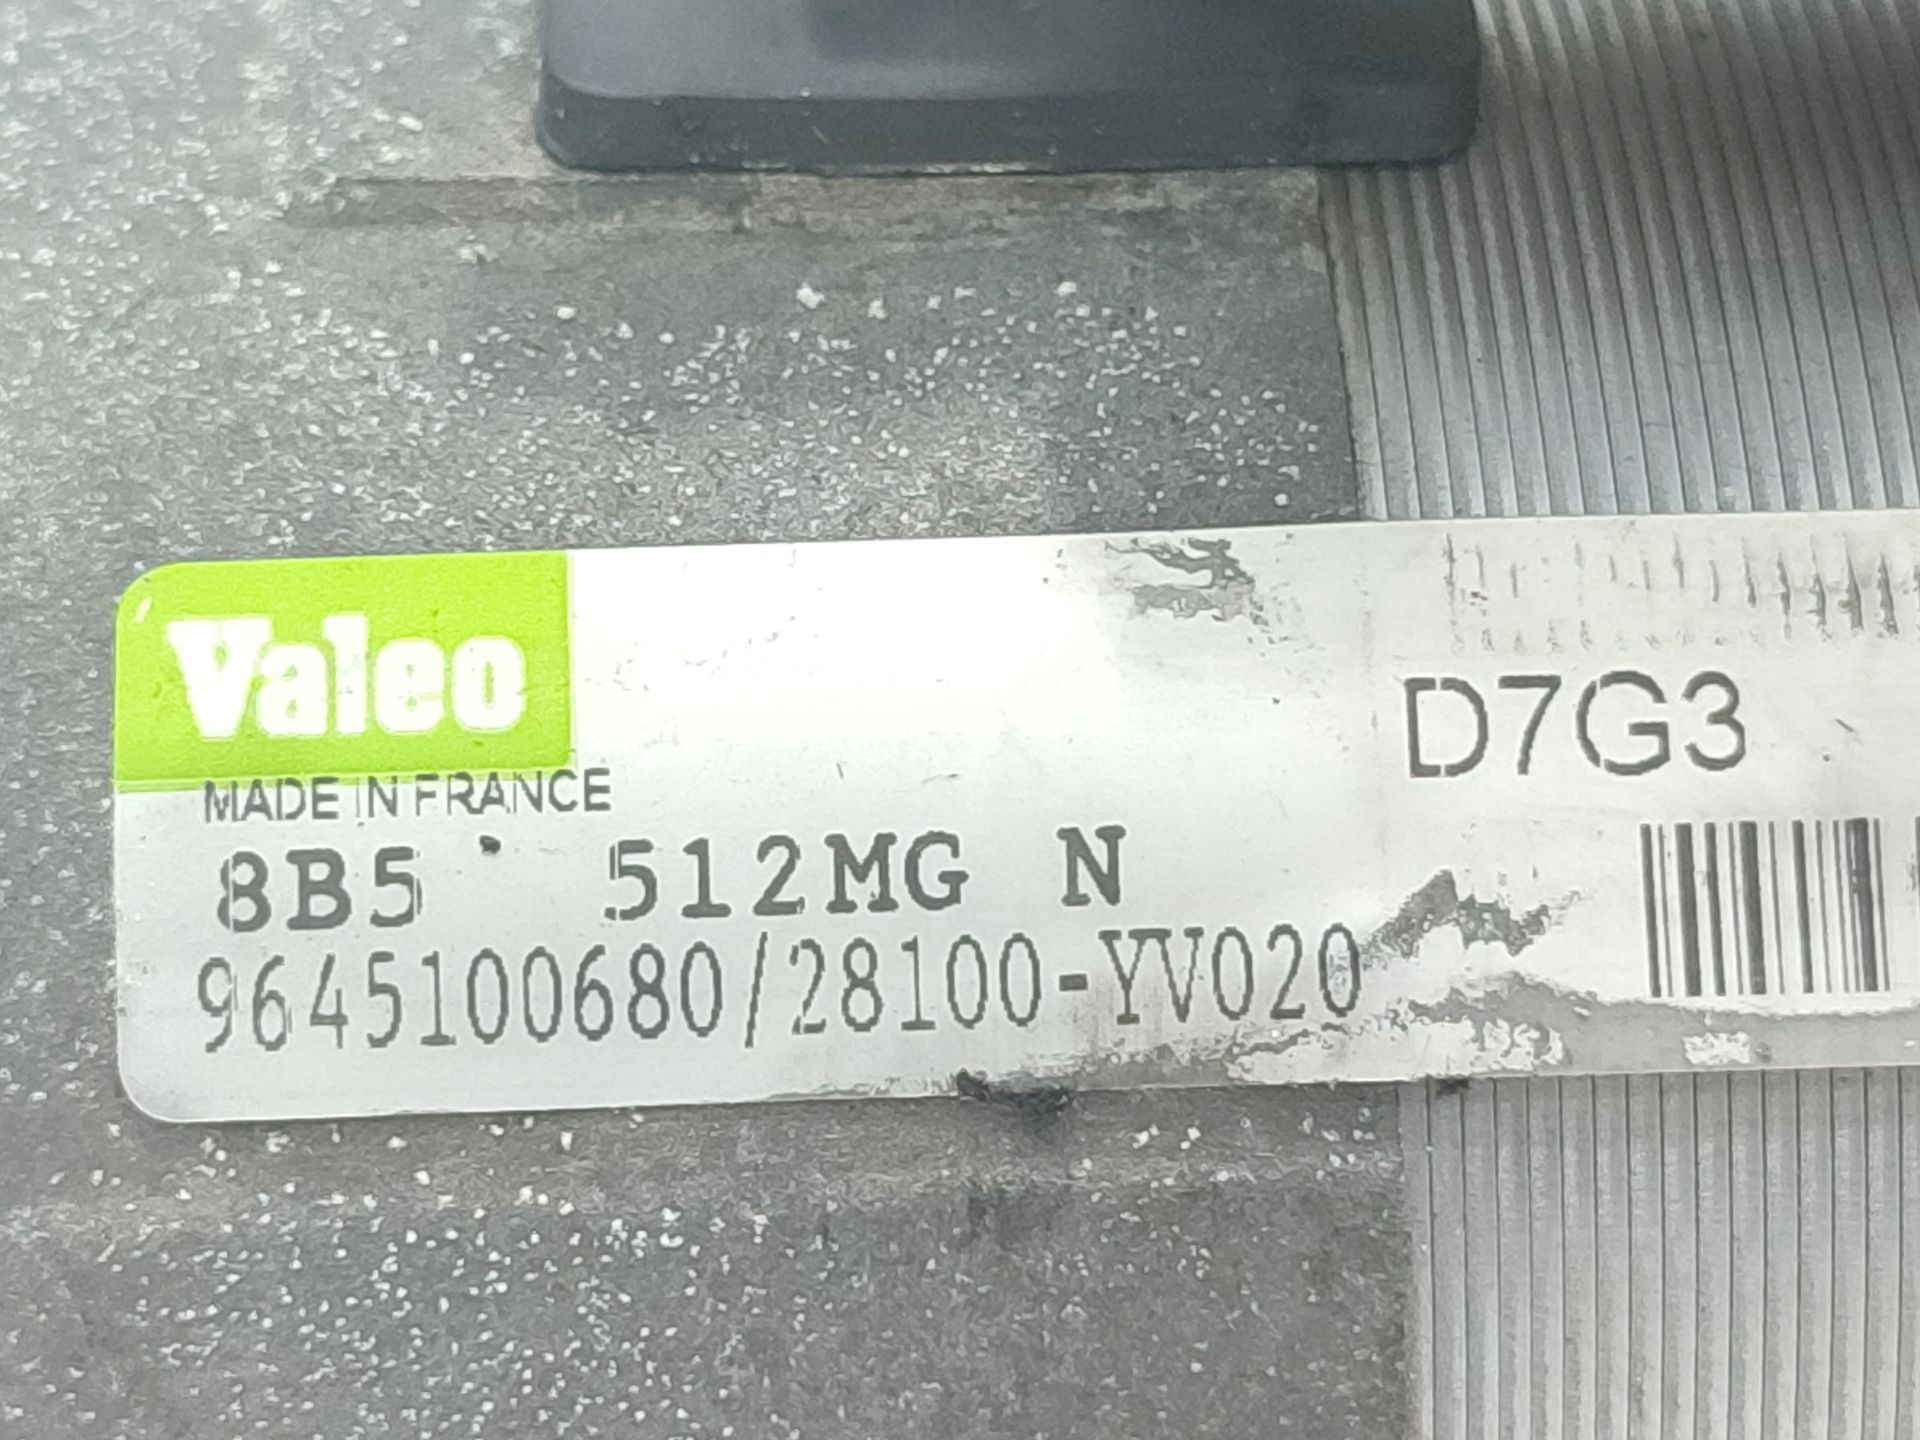 Valeo
MADE IN FRANCE
D7G3
8B5 512MG N
9645100680/28100-YV020